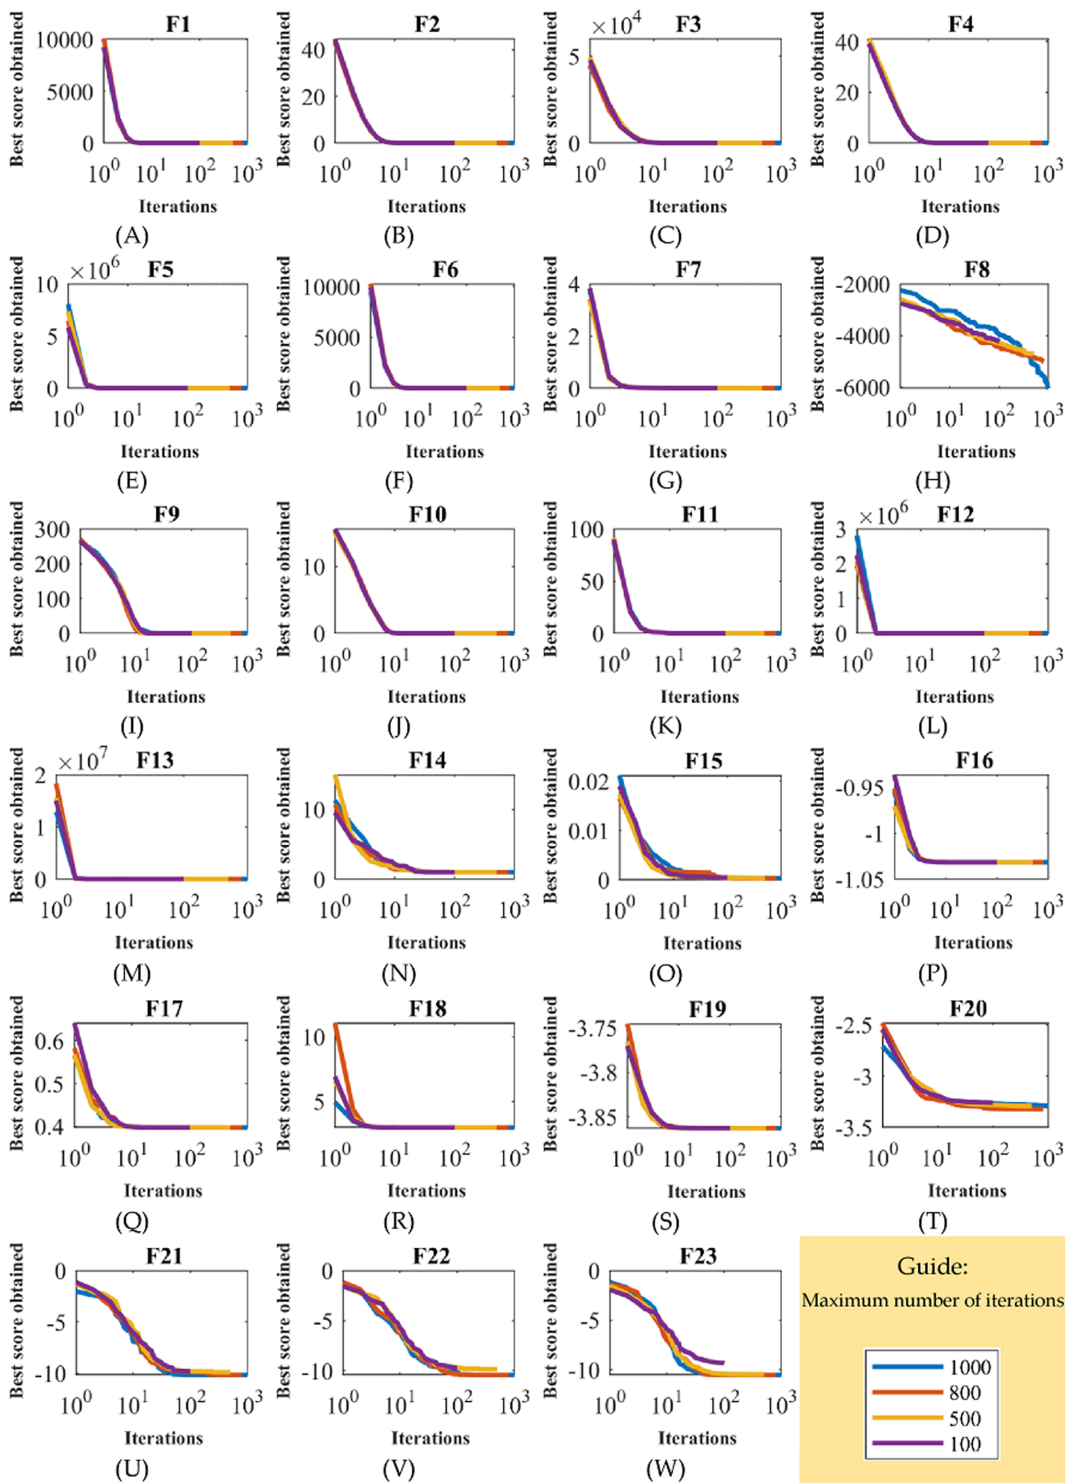 F1
Best score obtained
10000
5000
0
10^0 10^1 10^2 10^3
Iterations
(A)
F2
Best score obtained
40
20
0
10^0 10^1 10^2 10^3
Iterations
(B)
F3
×10^4
Best score obtained
5
0
10^0 10^1 10^2 10^3
Iterations
(C)
F4
Best score obtained
40
20
0
10^0 10^1 10^2 10^3
Iterations
(D)
F5
×10^6
Best score obtained
10
5
0
10^0 10^1 10^2 10^3
Iterations
(E)
F6
Best score obtained
10000
5000
0
10^0 10^1 10^2 10^3
Iterations
(F)
F7
Best score obtained
4
2
0
10^0 10^1 10^2 10^3
Iterations
(G)
F8
Best score obtained
-2000
-4000
-6000
10^0 10^1 10^2 10^3
Iterations
(H)
F9
Best score obtained
300
200
100
0
10^0 10^1 10^2 10^3
Iterations
(I)
F10
Best score obtained
10
0
10^0 10^1 10^2 10^3
Iterations
(J)
F11
Best score obtained
100
50
0
10^0 10^1 10^2 10^3
Iterations
(K)
F12
×10^6
Best score obtained
3
2
1
0
10^0 10^1 10^2 10^3
Iterations
(L)
F13
×10^7
Best score obtained
2
1
0
10^0 10^1 10^2 10^3
Iterations
(M)
F14
Best score obtained
10
0
10^0 10^1 10^2 10^3
Iterations
(N)
F15
Best score obtained
0.02
0.01
0
10^0 10^1 10^2 10^3
Iterations
(O)
F16
Best score obtained
-0.95
-1
-1.05
10^0 10^1 10^2 10^3
Iterations
(P)
F17
Best score obtained
0.6
0.5
0.4
10^0 10^1 10^2 10^3
Iterations
(Q)
F18
Best score obtained
10
5
10^0 10^1 10^2 10^3
Iterations
(R)
F19
Best score obtained
-3.75
-3.8
-3.85
10^0 10^1 10^2 10^3
Iterations
(S)
F20
Best score obtained
-2.5
-3
-3.5
10^0 10^1 10^2 10^3
Iterations
(T)
F21
Best score obtained
0
-5
-10
10^0 10^1 10^2 10^3
Iterations
(U)
F22
Best score obtained
0
-5
-10
10^0 10^1 10^2 10^3
Iterations
(V)
F23
Best score obtained
0
-5
-10
10^0 10^1 10^2 10^3
Iterations
(W)
Guide:
Maximum number of iterations
1000
800
500
100